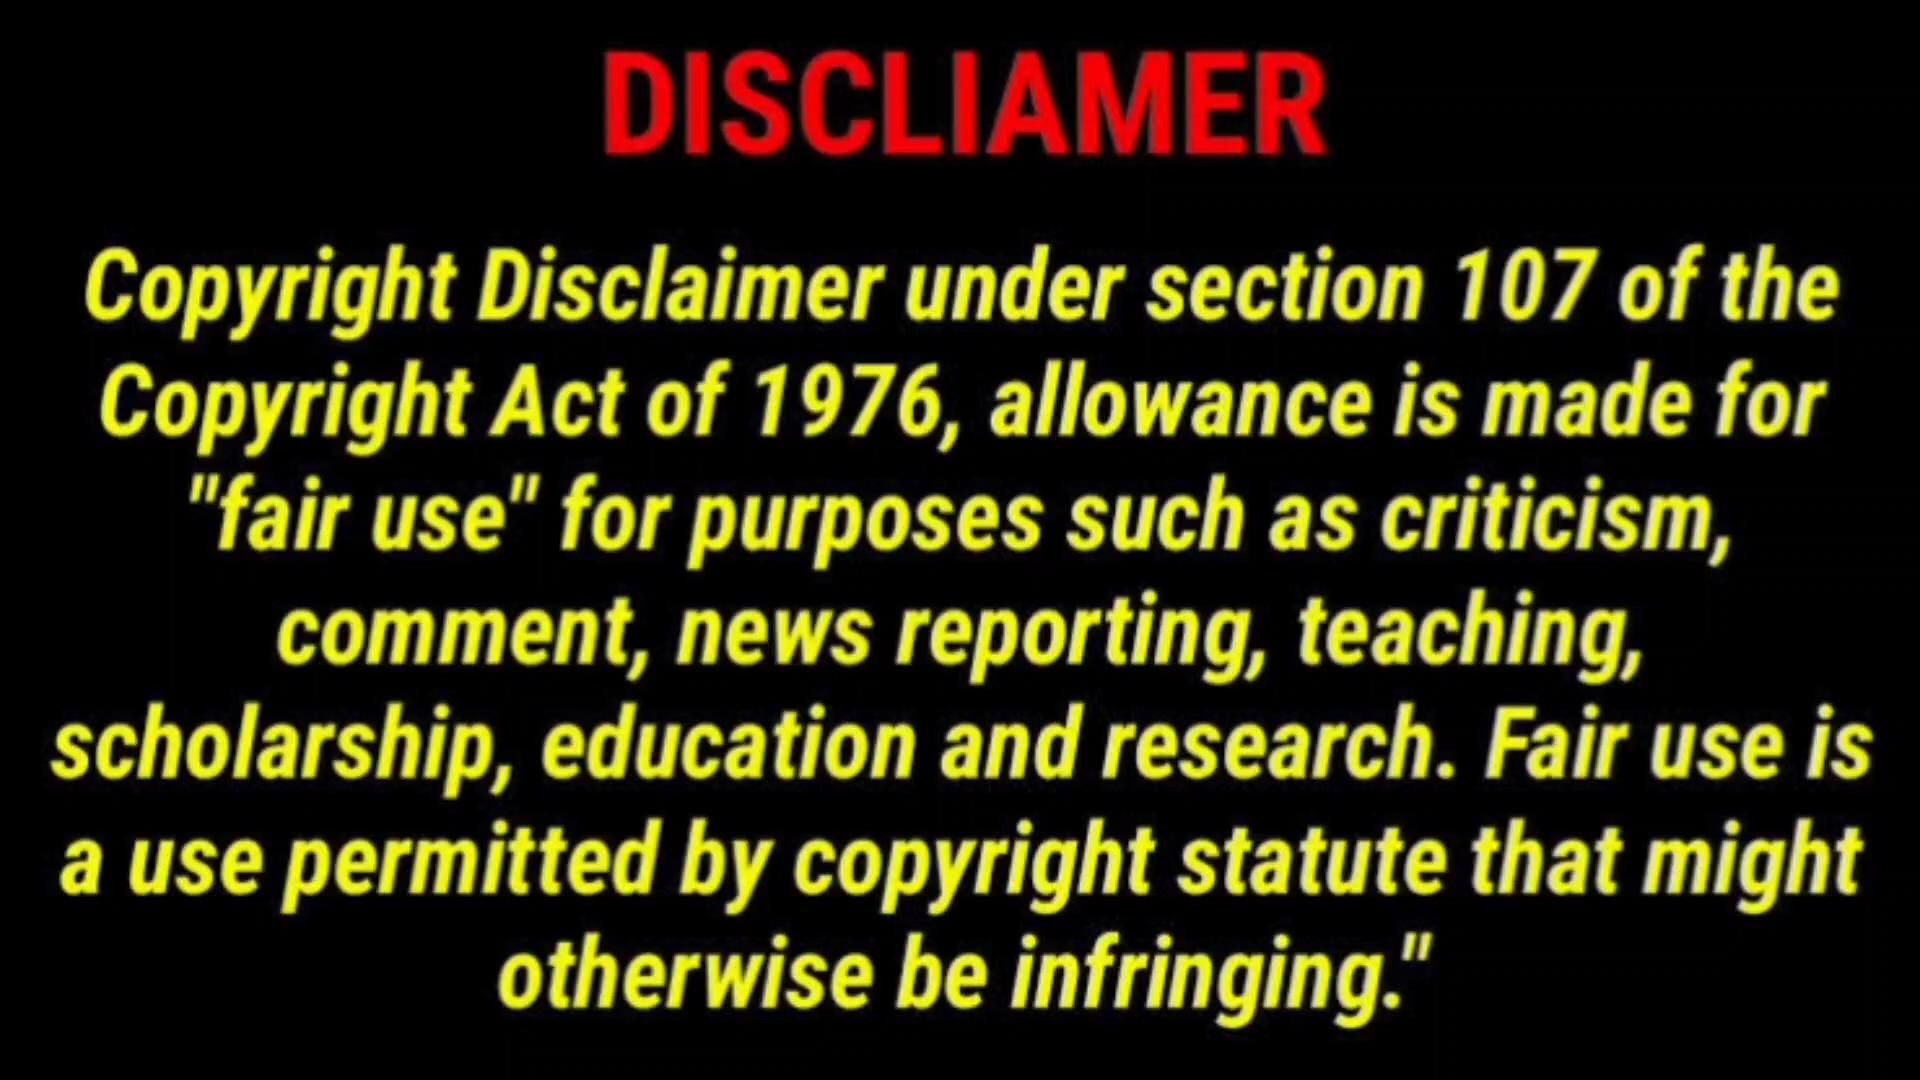 DISCLIAMER
Copyright Disclaimer under section 107 of the
Copyright Act of 1976, allowance is made for
"fair use" for purposes such as criticism,
comment, news reporting, teaching,
scholarship, education and research. Fair use is
a use permitted by copyright statute that might
otherwise be infringing."